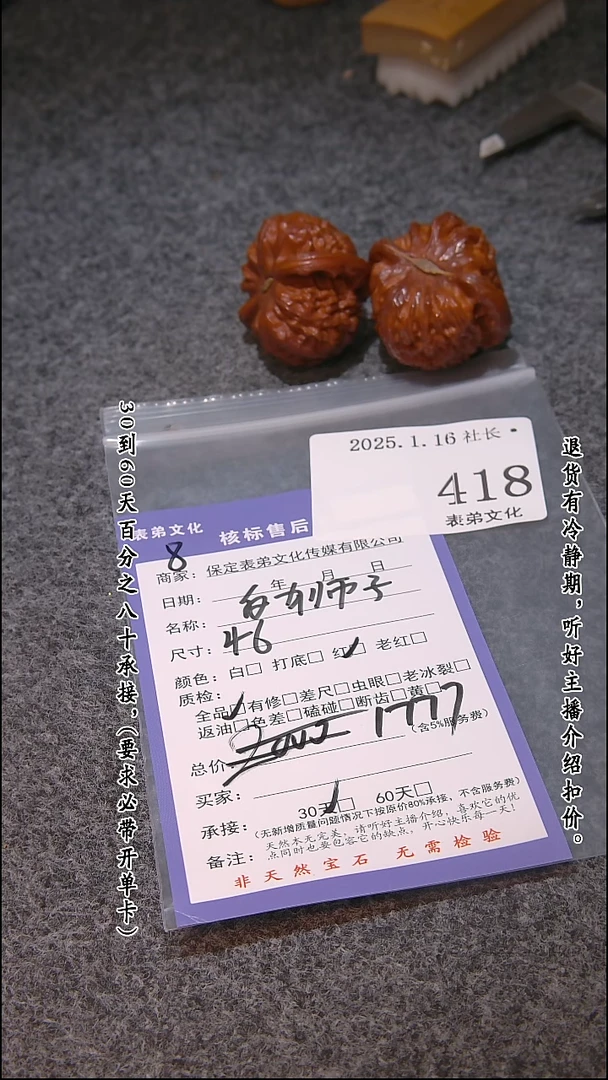 2025.1.16 社长
418
表弟文化
表弟文化 核标售后
8
商家：保定表弟文化传媒有限公司
日期： 年 月 日
名称： 白狮子
尺寸： 46
颜色：白□ 打底□ 红□ 老红□
质检：
全品□有修□差尺□虫眼□老冰裂□
返油□色差□磕碰□断齿□黄□
总价 1777 (含5%服务费)
买家：
30天□ 60天□
承接：(无新增质量问题情况下按原价80%承接，不含服务费)
天然木无完美，请听好主播介绍，喜欢它的优
备注：点同时也要包容它的缺点，开心快乐每一天！
非天然宝石 无需检验
30到60天百分之八十承接，(要求必带开单卡)
退货有冷静期，听好主播介绍扣价。